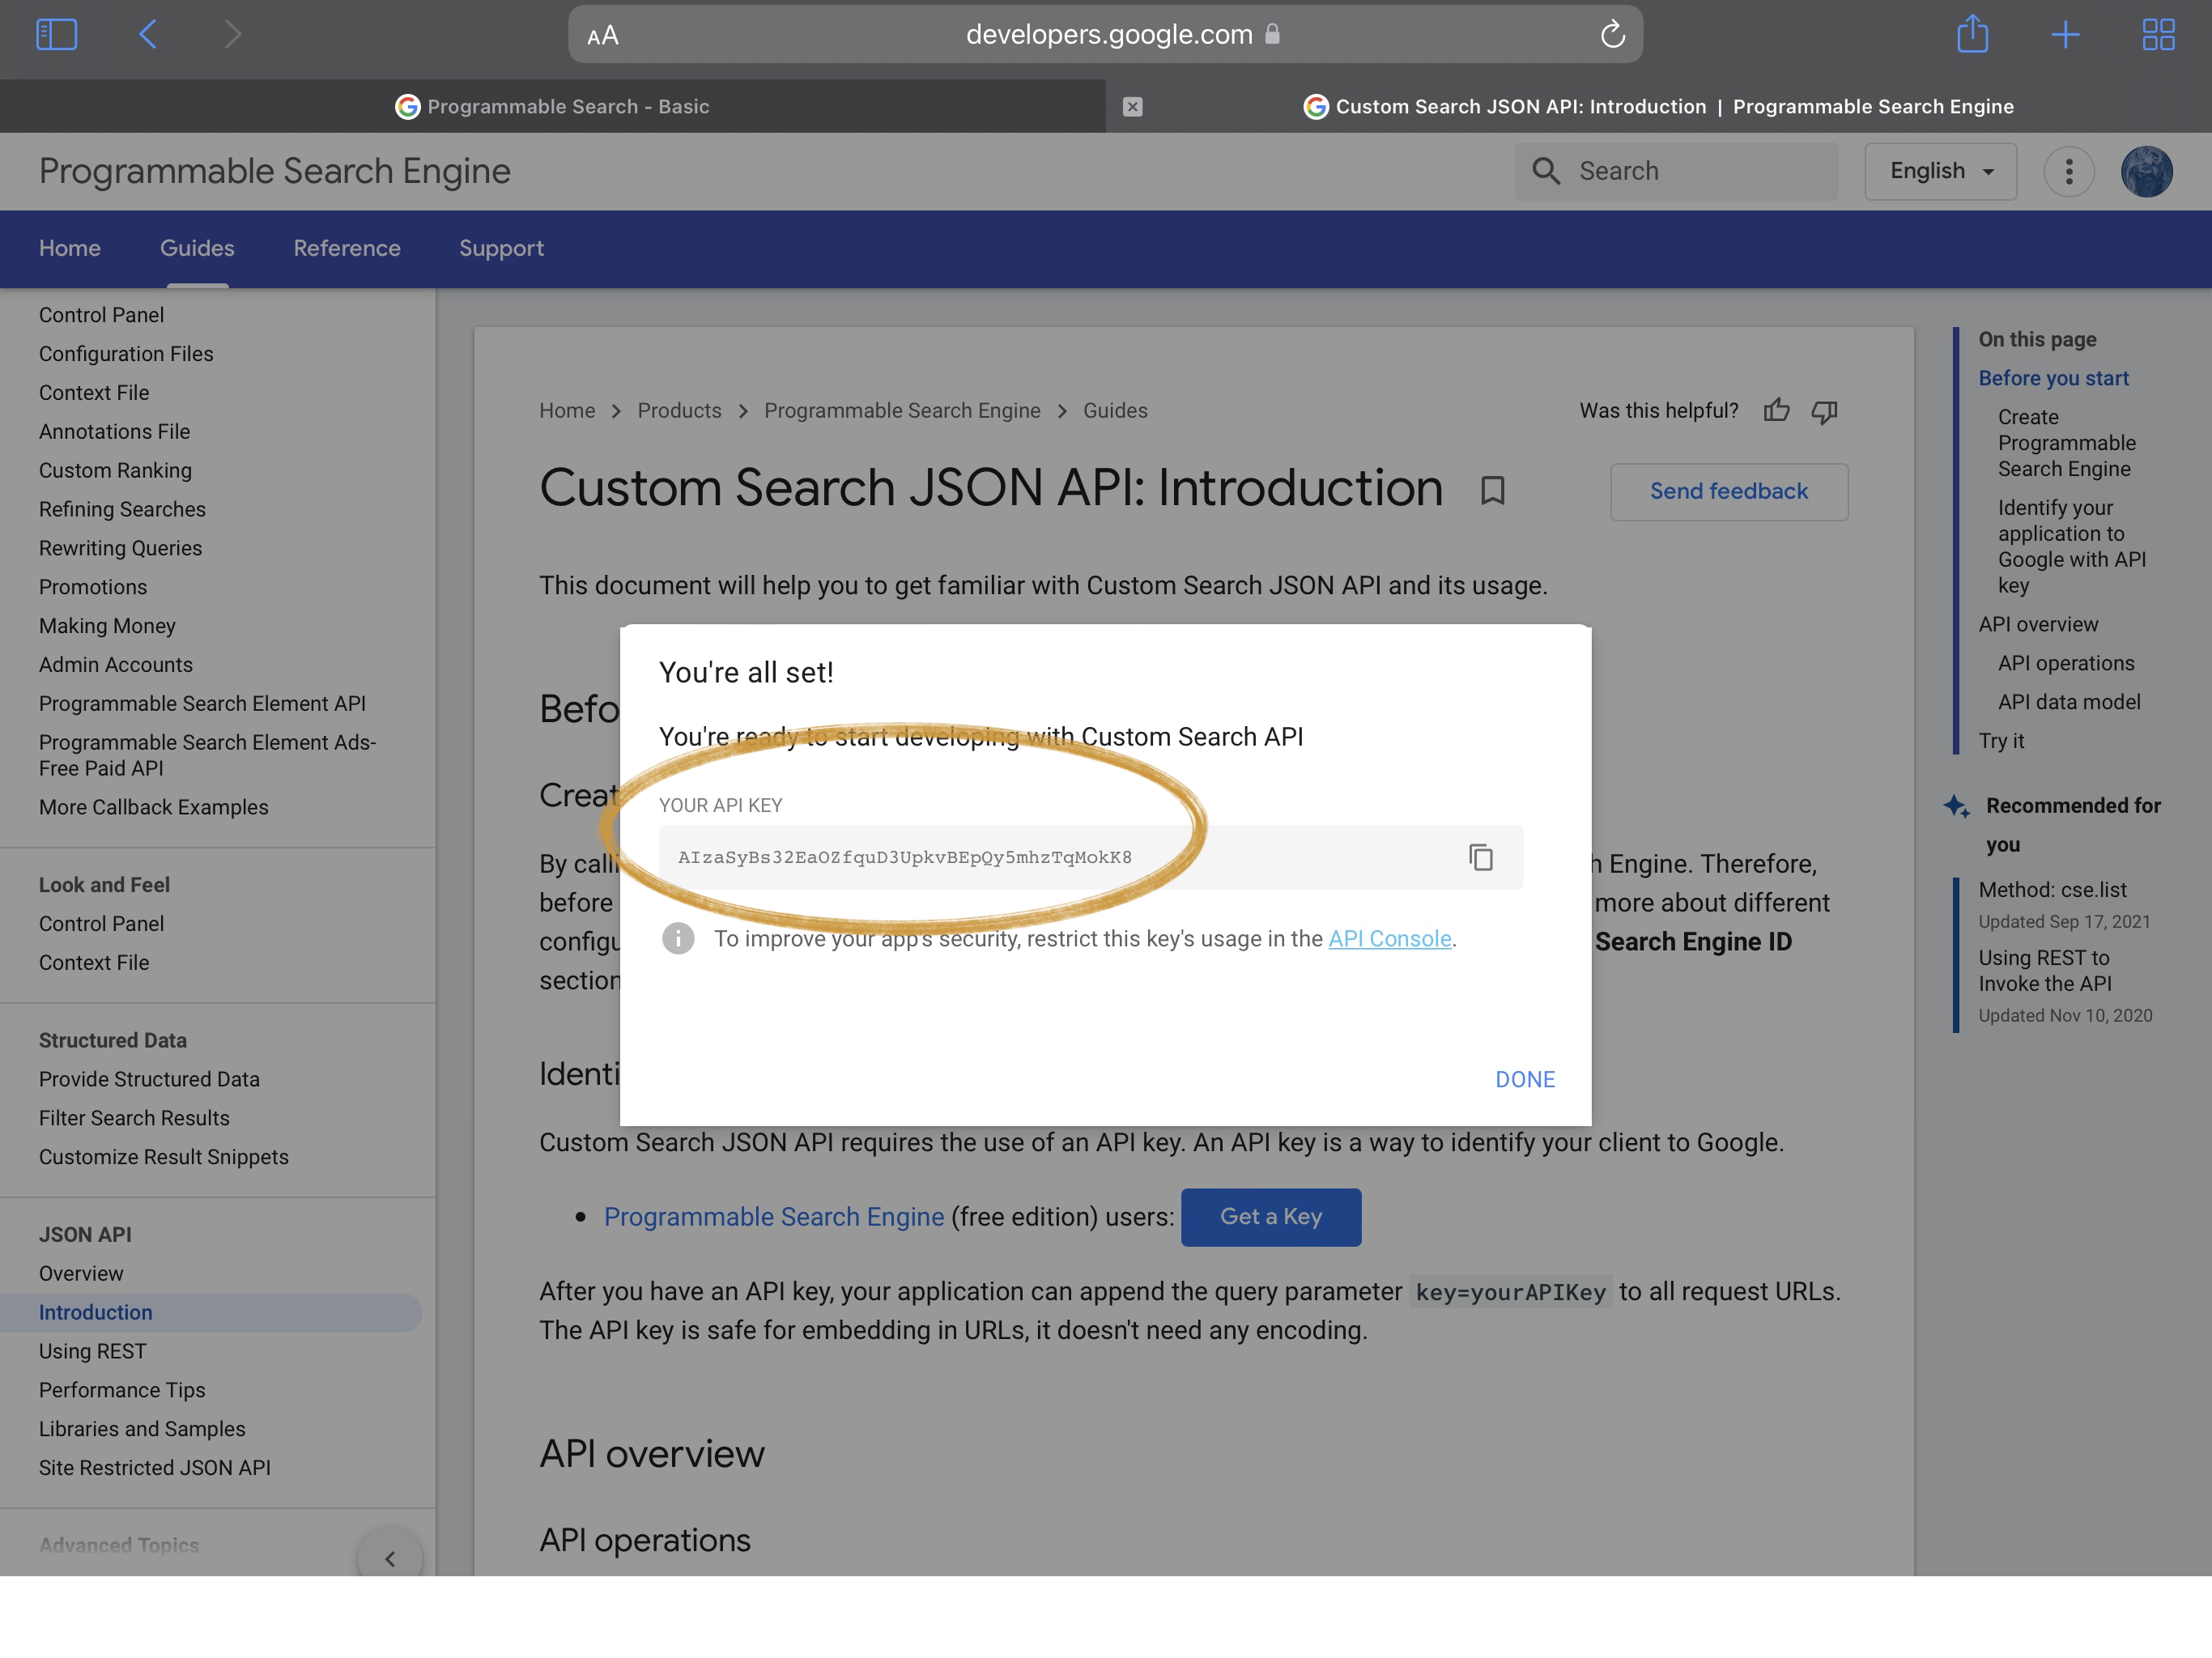 AA
developers.google.com
Programmable Search - Basic
Custom Search JSON API: Introduction | Programmable Search Engine
Programmable Search Engine
Search
English
Home
Guides
Reference
Support
Control Panel
Configuration Files
Context File
Annotations File
Custom Ranking
Refining Searches
Rewriting Queries
Promotions
Making Money
Admin Accounts
Programmable Search Element API
Programmable Search Element Ads-
Free Paid API
More Callback Examples
Look and Feel
Control Panel
Context File
Structured Data
Provide Structured Data
Filter Search Results
Customize Result Snippets
JSON API
Overview
Introduction
Using REST
Performance Tips
Libraries and Samples
Site Restricted JSON API
Advanced Topics
Home > Products > Programmable Search Engine > Guides
Was this helpful?
Custom Search JSON API: Introduction
Send feedback
This document will help you to get familiar with Custom Search JSON API and its usage.
Befo
Creat
By call
before
configu
section
Identi
You're all set!
You're ready to start developing with Custom Search API
YOUR API KEY
AIzaSyBs32EaOZfquD3UpkvBEpQy5mhzTqMokK8
To improve your app's security, restrict this key's usage in the API Console.
DONE
h Engine. Therefore,
more about different
Search Engine ID
Custom Search JSON API requires the use of an API key. An API key is a way to identify your client to Google.
• Programmable Search Engine (free edition) users: Get a Key
After you have an API key, your application can append the query parameter key=yourAPIKey to all request URLs.
The API key is safe for embedding in URLs, it doesn't need any encoding.
API overview
API operations
On this page
Before you start
Create
Programmable
Search Engine
Identify your
application to
Google with API
key
API overview
API operations
API data model
Try it
Recommended for
you
Method: cse.list
Updated Sep 17, 2021
Using REST to
Invoke the API
Updated Nov 10, 2020